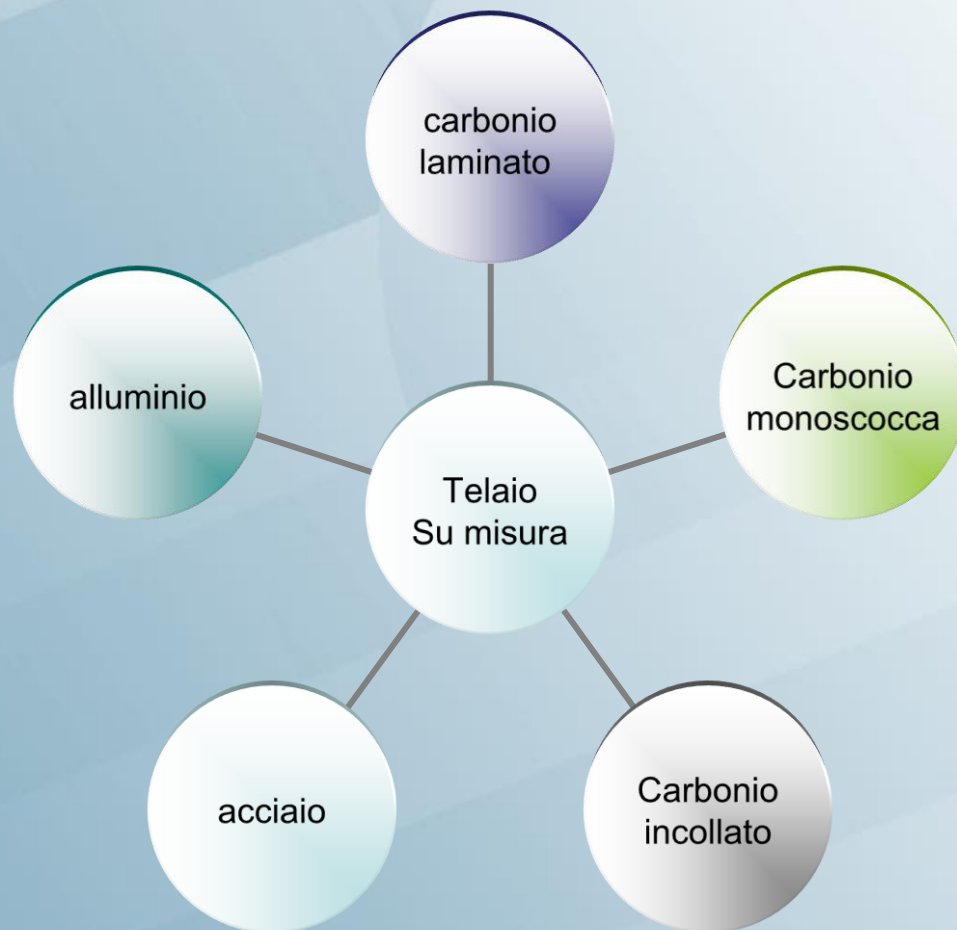 carbonio
laminato
alluminio
Carbonio
monoscocca
Telaio
Su misura
acciaio
Carbonio
incollato